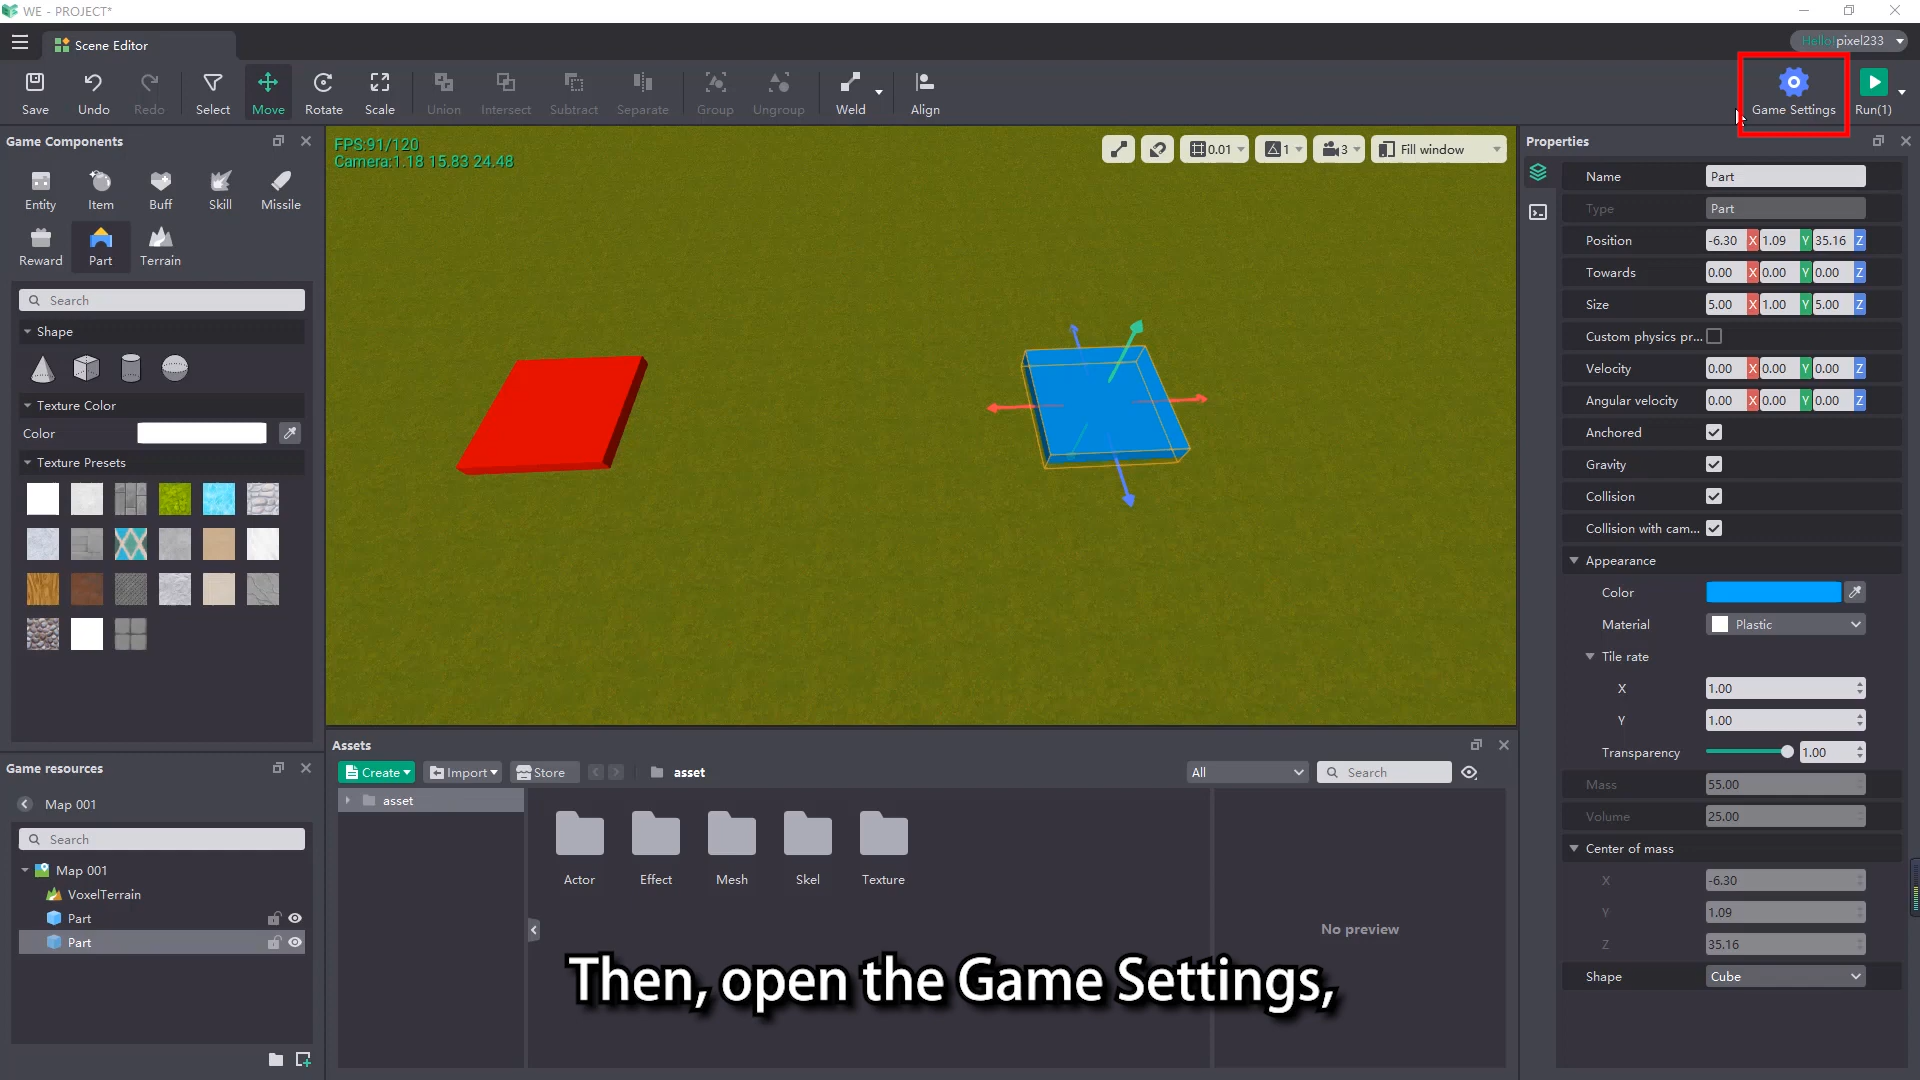 WE - PROJECT*
Scene Editor
Hello! pixel233
Save
Undo
Redo
Select
Move
Rotate
Scale
Union
Intersect
Subtract
Separate
Group
Ungroup
Weld
Align
Game Settings
Run(1)
Game Components
Entity
Item
Buff
Skill
Missile
Reward
Part
Terrain
Search
Shape
Texture Color
Color
Texture Presets
FPS:91/120
Camera:1.18 15.83 24.48
0.01
1
3
Fill window
Game resources
Map 001
Search
Map 001
VoxelTerrain
Part
Part
Assets
Create
Import
Store
asset
All
Search
asset
Actor
Effect
Mesh
Skel
Texture
No preview
Then, open the Game Settings,
Properties
Name Part
Type Part
Position -6.30 X 1.09 Y 35.16 Z
Towards 0.00 X 0.00 Y 0.00 Z
Size 5.00 X 1.00 Y 5.00 Z
Custom physics pr...
Velocity 0.00 X 0.00 Y 0.00 Z
Angular velocity 0.00 X 0.00 Y 0.00 Z
Anchored
Gravity
Collision
Collision with cam...
Appearance
Color
Material Plastic
Tile rate
X 1.00
Y 1.00
Transparency 1.00
Mass 55.00
Volume 25.00
Center of mass
X -6.30
Y 1.09
Z 35.16
Shape Cube